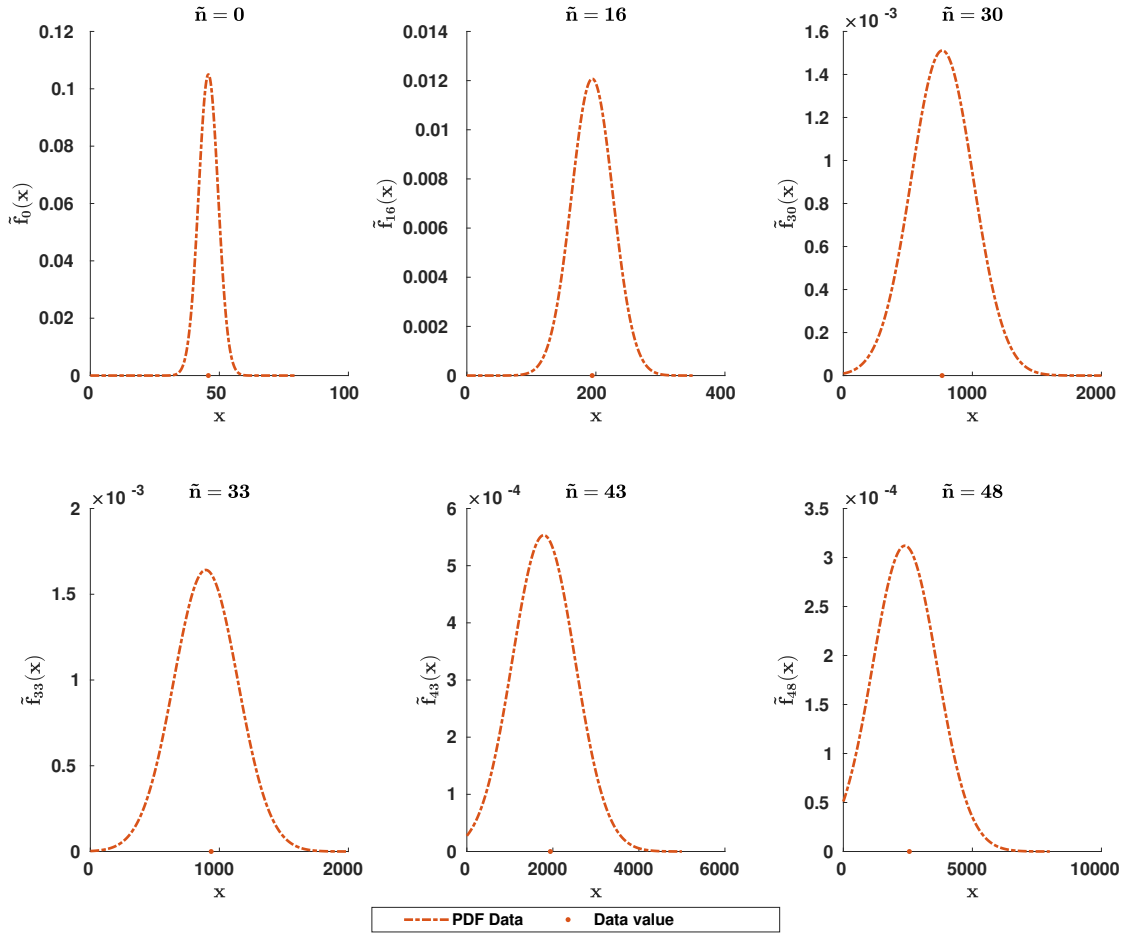 ñ = 0
0.12
0.1
0.08
0.06
0.04
0.02
0
0 50 100
x
f̃₀(x)
ñ = 16
0.014
0.012
0.01
0.008
0.006
0.004
0.002
0
0 200 400
x
f̃₁₆(x)
×10⁻³
ñ = 30
1.6
1.4
1.2
1
0.8
0.6
0.4
0.2
0
0 1000 2000
x
f̃₃₀(x)
×10⁻³
ñ = 33
2
1.5
1
0.5
0
0 1000 2000
x
f̃₃₃(x)
×10⁻⁴
ñ = 43
6
5
4
3
2
1
0
0 2000 4000 6000
x
f̃₄₃(x)
×10⁻⁴
ñ = 48
3.5
3
2.5
2
1.5
1
0.5
0
0 5000 10000
x
f̃₄₈(x)
PDF Data Data value